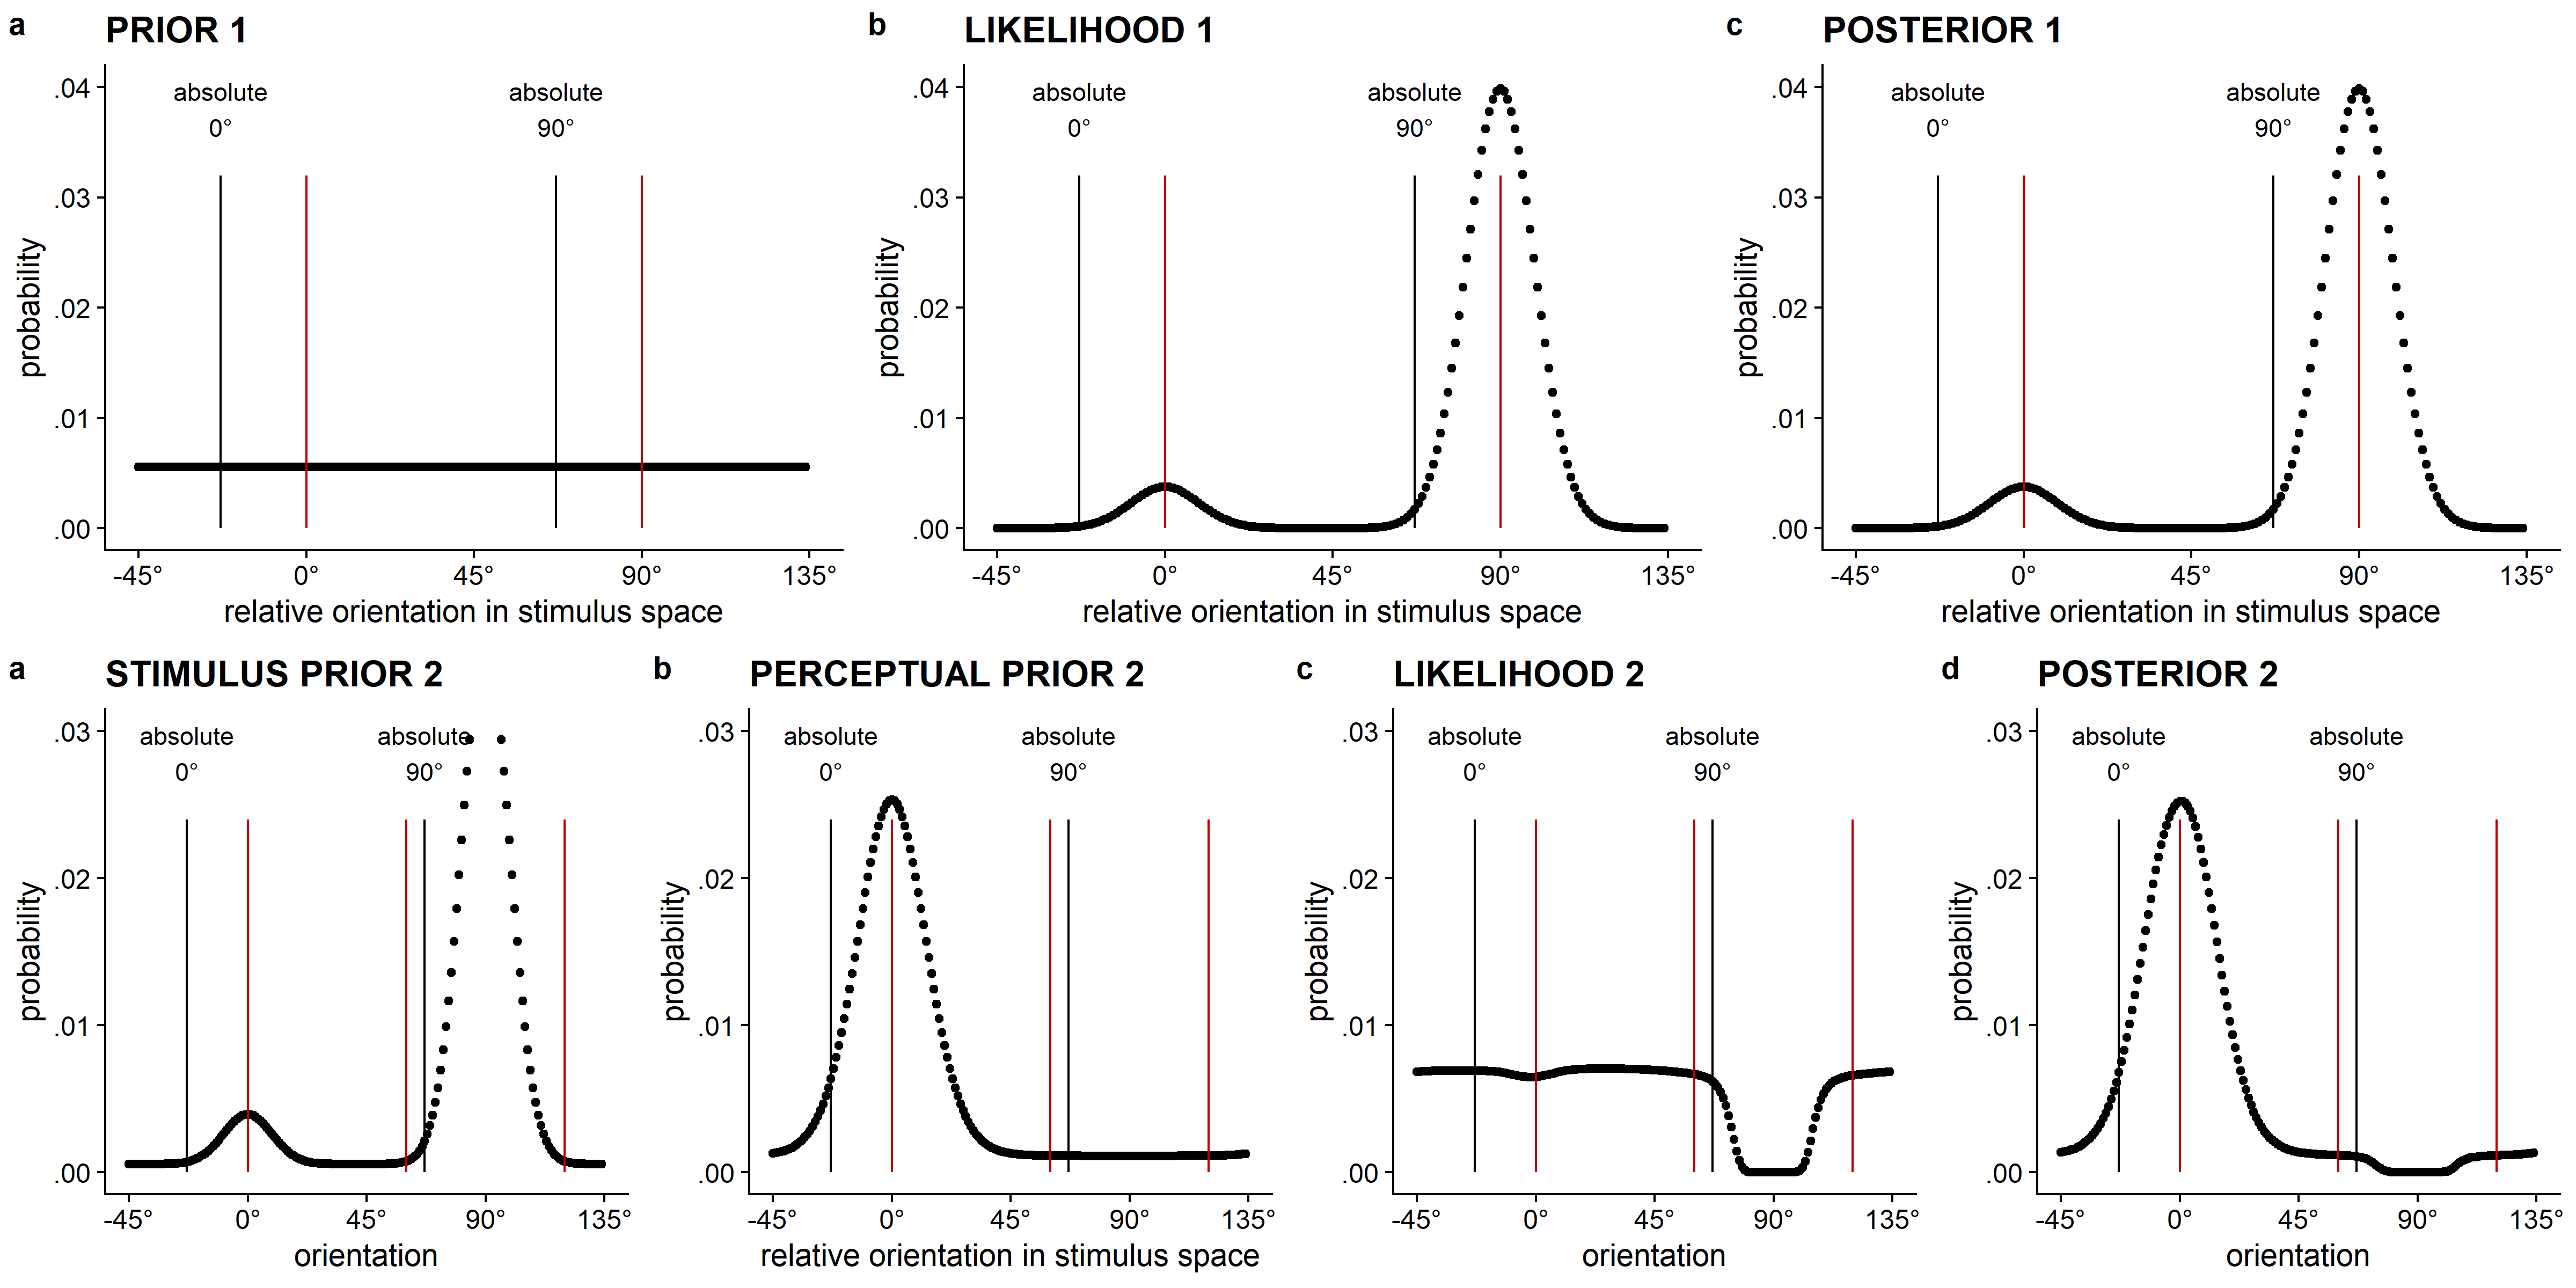 a PRIOR 1
absolute absolute
0° 90°
.04
.03
.02
.01
.00
probability
-45° 0° 45° 90° 135°
relative orientation in stimulus space
b LIKELIHOOD 1
absolute absolute
0° 90°
.04
.03
.02
.01
.00
probability
-45° 0° 45° 90° 135°
relative orientation in stimulus space
c POSTERIOR 1
absolute absolute
0° 90°
.04
.03
.02
.01
.00
probability
-45° 0° 45° 90° 135°
relative orientation in stimulus space
a STIMULUS PRIOR 2
absolute absolute
0° 90°
.03
.02
.01
.00
probability
-45° 0° 45° 90° 135°
orientation
b PERCEPTUAL PRIOR 2
absolute absolute
0° 90°
.03
.02
.01
.00
probability
-45° 0° 45° 90° 135°
relative orientation in stimulus space
c LIKELIHOOD 2
absolute absolute
0° 90°
.03
.02
.01
.00
probability
-45° 0° 45° 90° 135°
orientation
d POSTERIOR 2
absolute absolute
0° 90°
.03
.02
.01
.00
probability
-45° 0° 45° 90° 135°
orientation